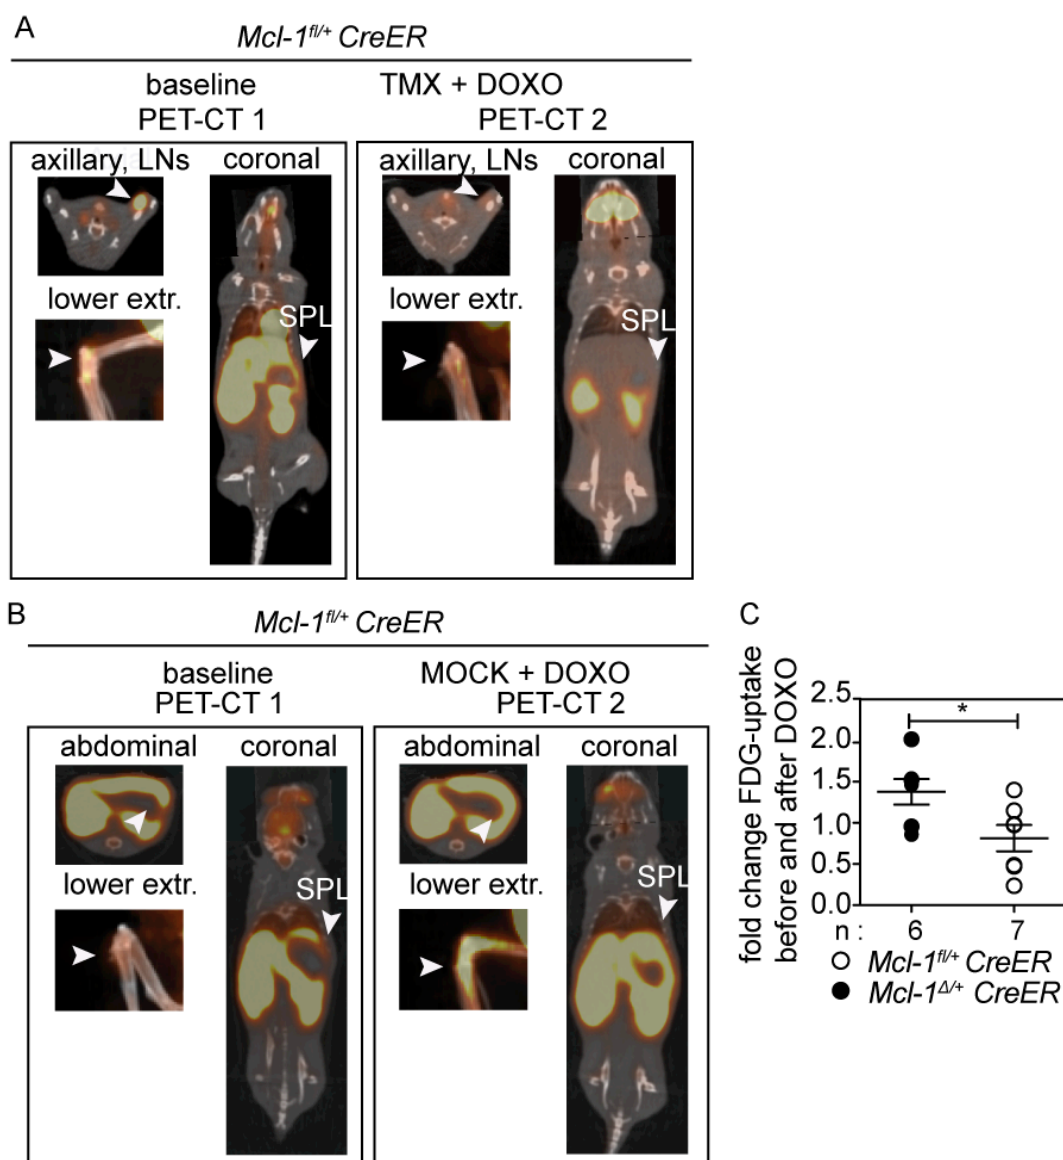 A
Mcl-1fl/+ CreER
baseline TMX + DOXO
PET-CT 1 PET-CT 2
axillary, LNs coronal axillary, LNs coronal
lower extr. lower extr.
SPL SPL
B
Mcl-1fl/+ CreER
baseline MOCK + DOXO
PET-CT 1 PET-CT 2
abdominal coronal abdominal coronal
lower extr. lower extr.
SPL SPL
C
fold change FDG-uptake
before and after DOXO
2.5
2.0
1.5
1.0
0.5
0.0
*
n : 6 7
Mcl-1fl/+ CreER
Mcl-1Δ/+ CreER